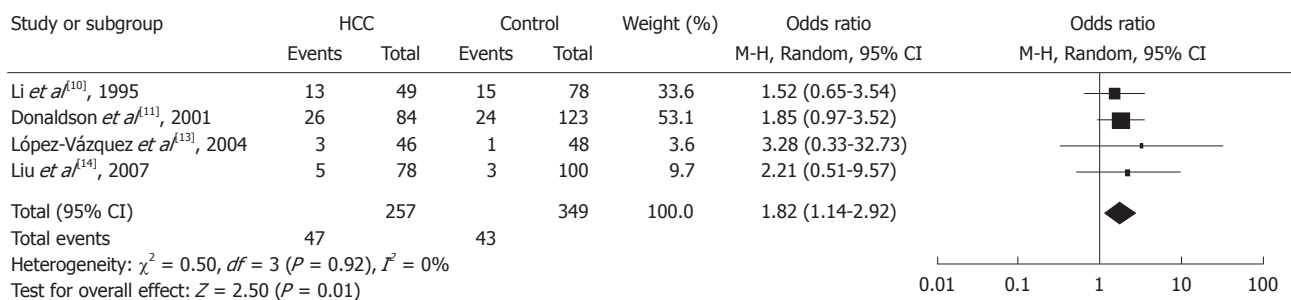 Study or subgroup HCC Control Weight (%) Odds ratio Odds ratio
Events Total Events Total M-H, Random, 95% CI M-H, Random, 95% CI
Li et al[10], 1995 13 49 15 78 33.6 1.52 (0.65-3.54)
Donaldson et al[11], 2001 26 84 24 123 53.1 1.85 (0.97-3.52)
López-Vázquez et al[13], 2004 3 46 1 48 3.6 3.28 (0.33-32.73)
Liu et al[14], 2007 5 78 3 100 9.7 2.21 (0.51-9.57)
Total (95% CI) 257 349 100.0 1.82 (1.14-2.92)
Total events 47 43
Heterogeneity: χ² = 0.50, df = 3 (P = 0.92), I² = 0%
Test for overall effect: Z = 2.50 (P = 0.01)
0.01 0.1 1 10 100